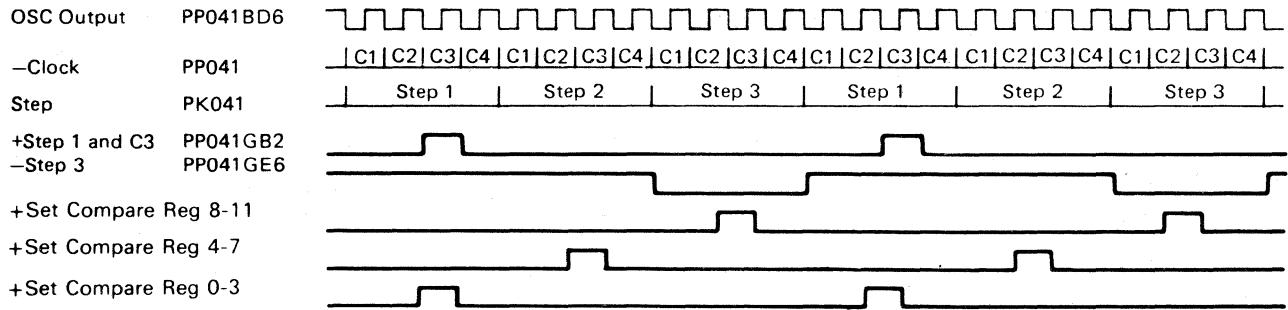 OSC Output PP041BD6
—Clock PP041 C1 C2 C3 C4 C1 C2 C3 C4 C1 C2 C3 C4 C1 C2 C3 C4 C1 C2 C3 C4 C1 C2 C3 C4
Step PK041 Step 1 Step 2 Step 3 Step 1 Step 2 Step 3
+Step 1 and C3 PP041GB2
—Step 3 PP041GE6
+Set Compare Reg 8-11
+Set Compare Reg 4-7
+Set Compare Reg 0-3